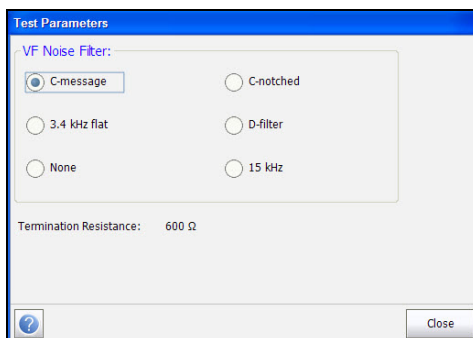 Test Parameters
VF Noise Filter:
C-message
C-notched
3.4 kHz flat
D-filter
None
15 kHz
Termination Resistance: 600 Ω
?
Close